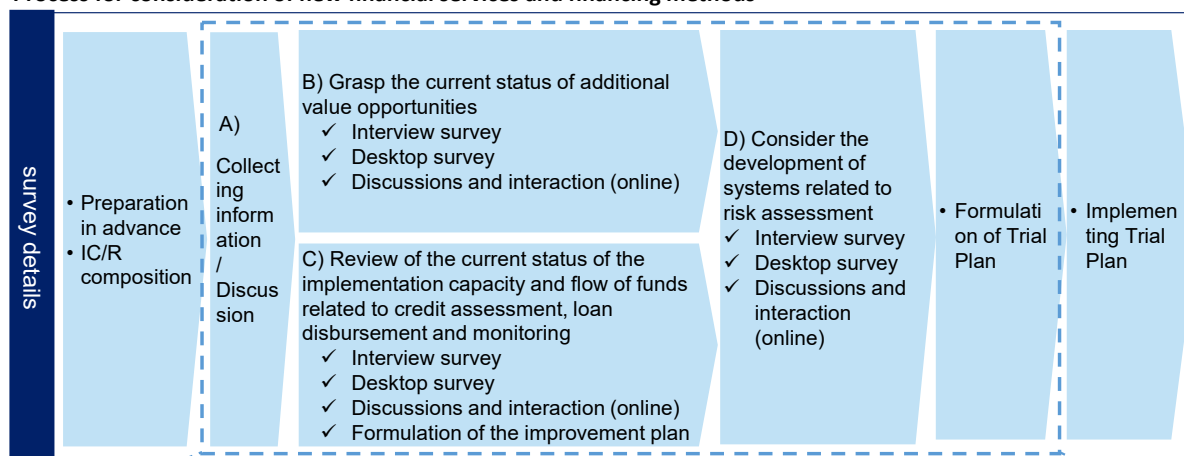 Process for consideration of new financial services and financing methods
survey details
• Preparation
in advance
• IC/R
composition
A)
Collect
ing
inform
ation
/
Discus
sion
B) Grasp the current status of additional
value opportunities
✓ Interview survey
✓ Desktop survey
✓ Discussions and interaction (online)
C) Review of the current status of the
implementation capacity and flow of funds
related to credit assessment, loan
disbursement and monitoring
✓ Interview survey
✓ Desktop survey
✓ Discussions and interaction (online)
✓ Formulation of the improvement plan
D) Consider the
development of
systems related to
risk assessment
✓ Interview survey
✓ Desktop survey
✓ Discussions and
interaction
(online)
• Formulati
on of Trial
Plan
• Implemen
ting Trial
Plan